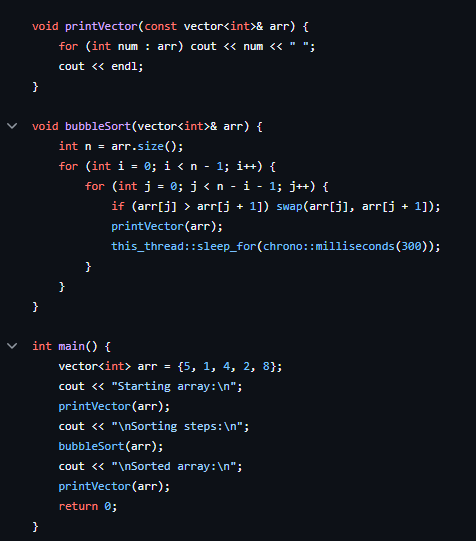 void printVector(const vector<int>& arr) {
    for (int num : arr) cout << num << " ";
    cout << endl;
}

void bubbleSort(vector<int>& arr) {
    int n = arr.size();
    for (int i = 0; i < n - 1; i++) {
        for (int j = 0; j < n - i - 1; j++) {
            if (arr[j] > arr[j + 1]) swap(arr[j], arr[j + 1]);
            printVector(arr);
            this_thread::sleep_for(chrono::milliseconds(300));
        }
    }
}

int main() {
    vector<int> arr = {5, 1, 4, 2, 8};
    cout << "Starting array:\n";
    printVector(arr);
    cout << "\nSorting steps:\n";
    bubbleSort(arr);
    cout << "\nSorted array:\n";
    printVector(arr);
    return 0;
}